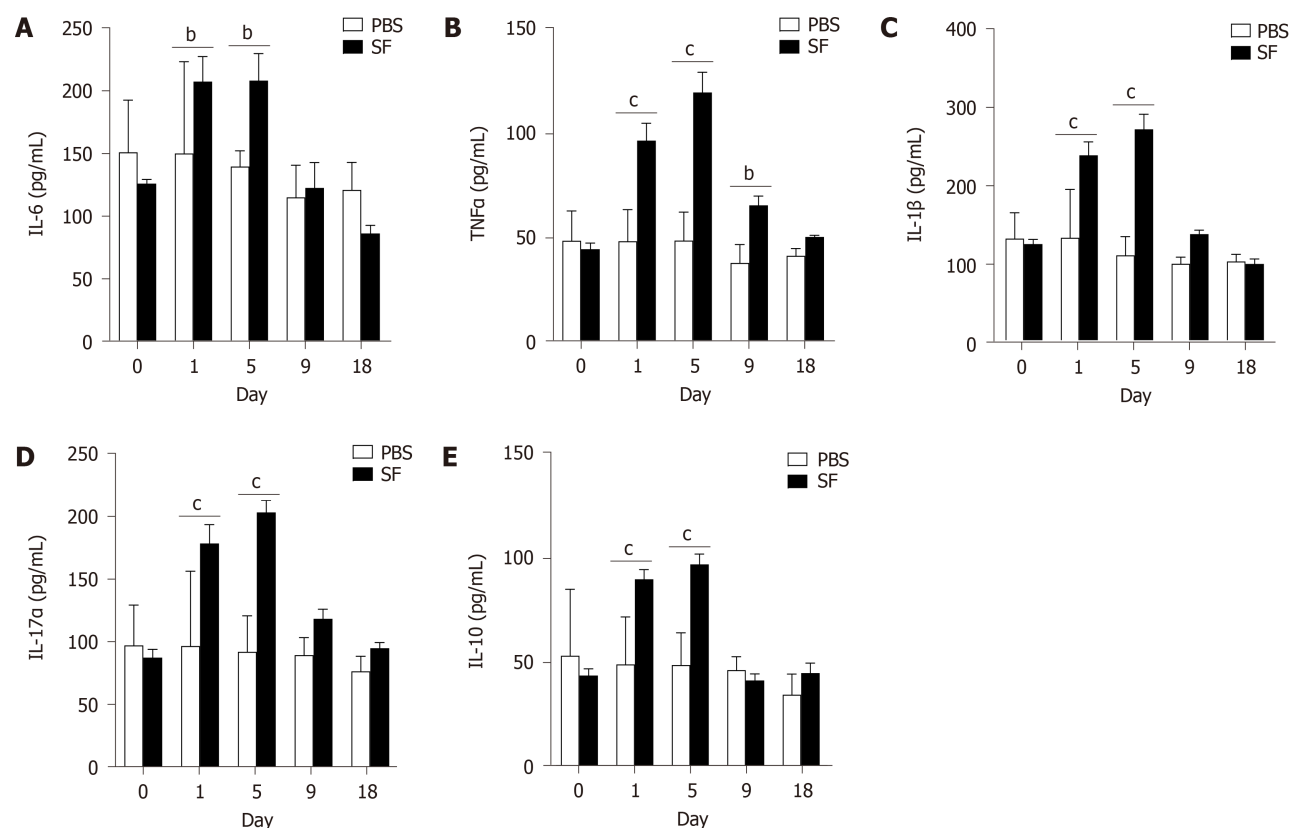 A
250
200
150
100
50
0
IL-6 (pg/mL)
b
b
PBS
SF
0 1 5 9 18
Day
B
150
100
50
0
TNFα (pg/mL)
c
c
b
PBS
SF
0 1 5 9 18
Day
C
400
300
200
100
0
IL-1β (pg/mL)
c
c
PBS
SF
0 1 5 9 18
Day
D
250
200
150
100
50
0
IL-17α (pg/mL)
c
c
PBS
SF
0 1 5 9 18
Day
E
150
100
50
0
IL-10 (pg/mL)
c
c
PBS
SF
0 1 5 9 18
Day